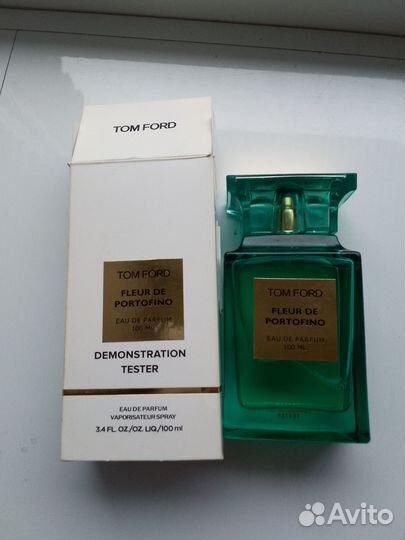 TOM FORD
TOM FORD
FLEUR DE
PORTOFINO
EAU DE PARFUM
100 ML
DEMONSTRATION
TESTER
EAU DE PARFUM
VAPORISATEUR SPRAY
3.4 FL. OZ./OZ. LIQ/100 ml
TOM FORD
FLEUR DE
PORTOFINO
EAU DE PARFUM
100 ML
Avito